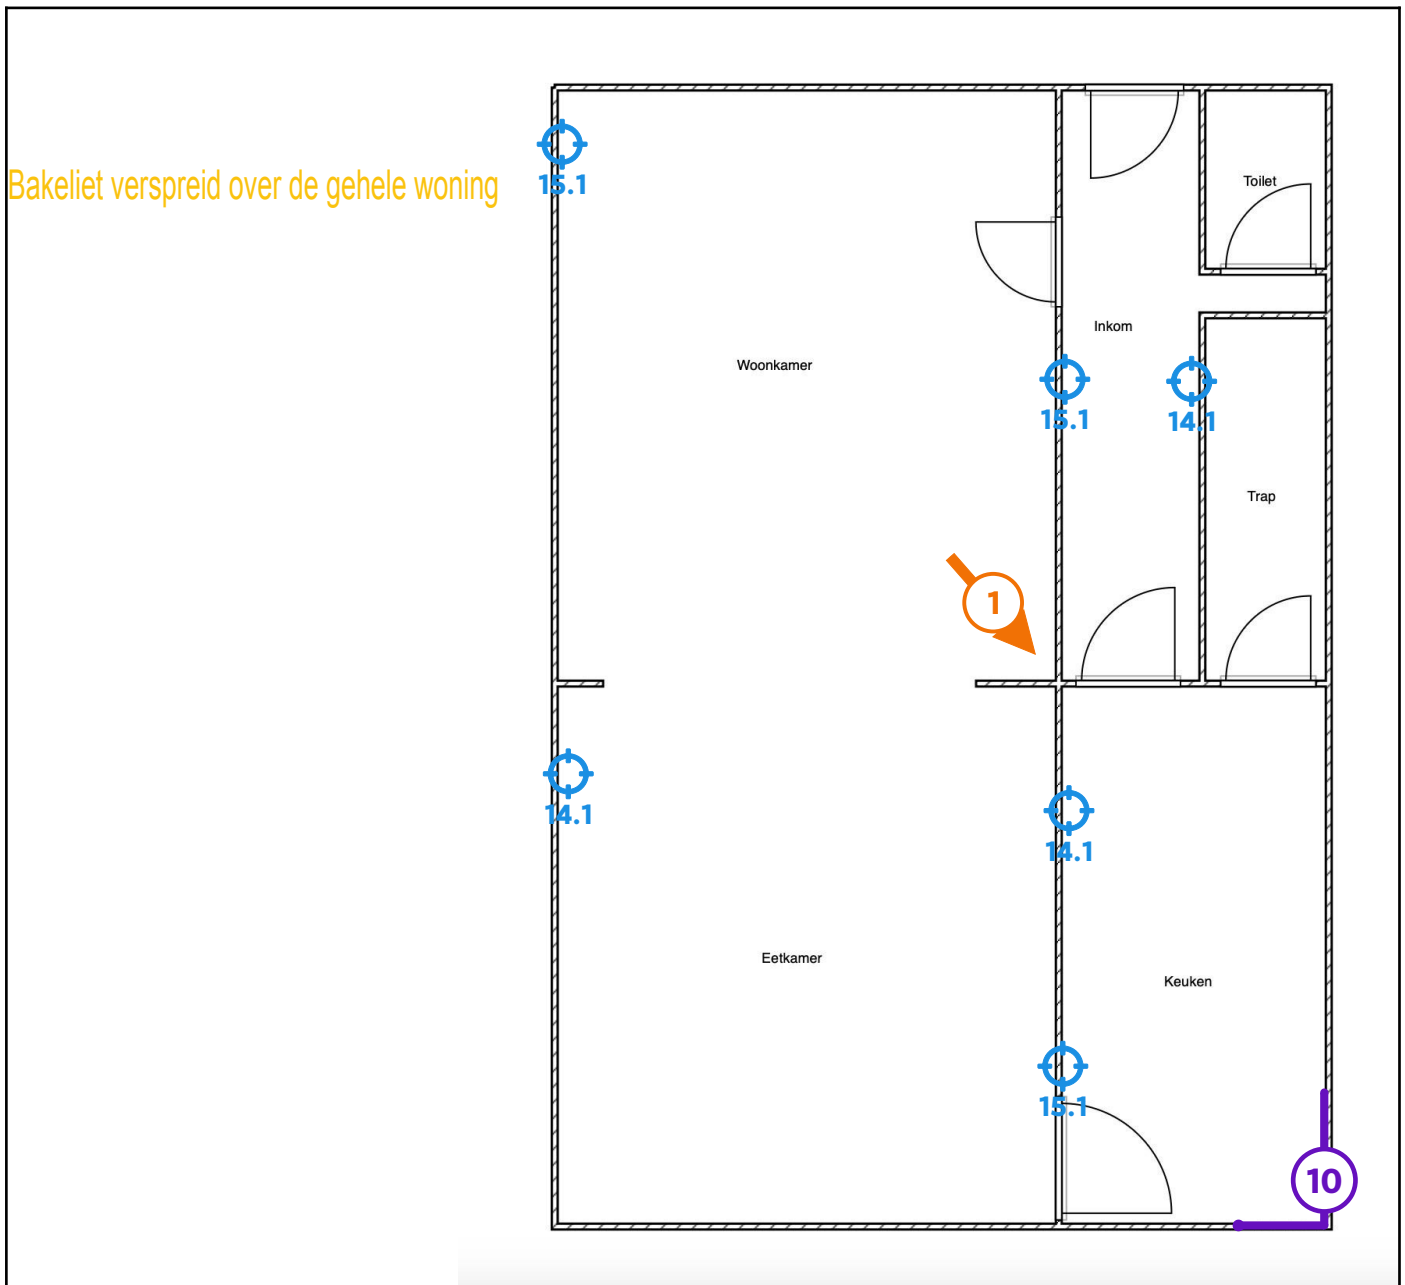 Bakeliet verspreid over de gehele woning
15.1
Toilet
Inkom
Woonkamer
15.1
14.1
Trap
1
14.1
14.1
Eetkamer
Keuken
15.1
10